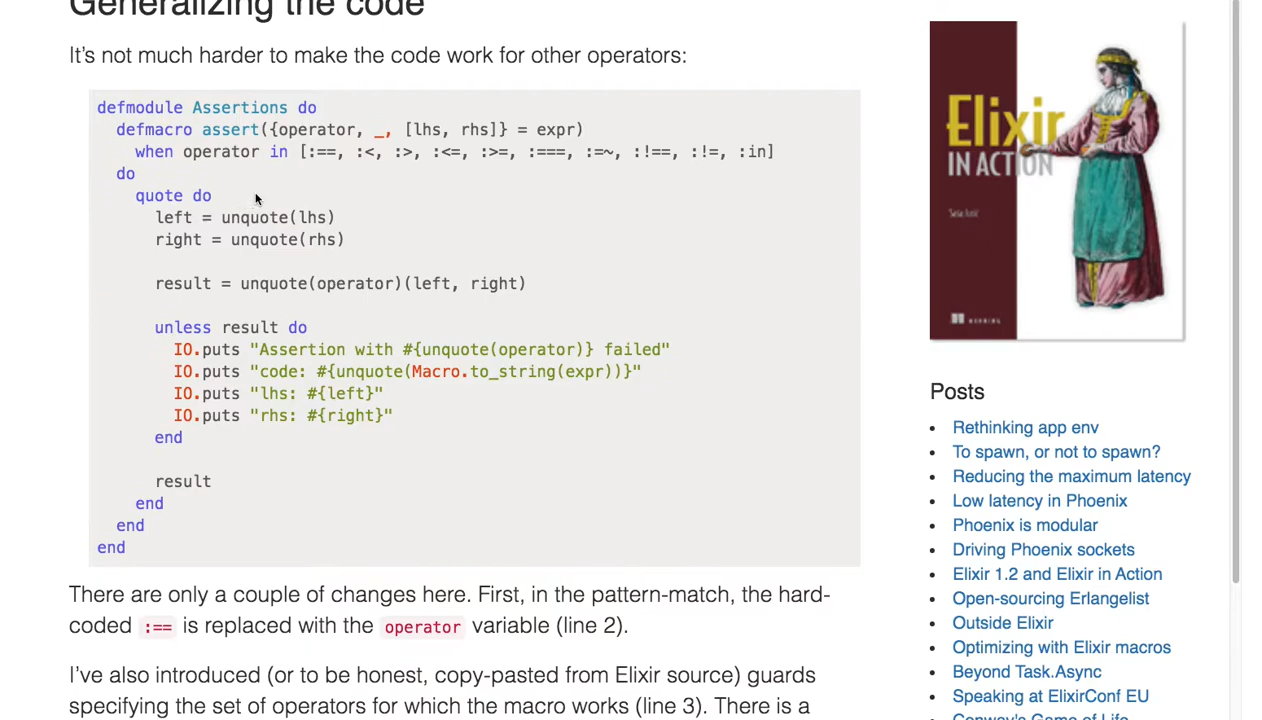 Generalizing the code
It's not much harder to make the code work for other operators:
defmodule Assertions do
  defmacro assert({operator, _, [lhs, rhs]} = expr)
    when operator in [:==, :<, :>, :<=, :>=, :===, :=~, :!==, :!=, :in]
  do
    quote do
      left = unquote(lhs)
      right = unquote(rhs)
      result = unquote(operator)(left, right)
      unless result do
        IO.puts "Assertion with #{unquote(operator)} failed"
        IO.puts "code: #{unquote(Macro.to_string(expr))}"
        IO.puts "lhs: #{left}"
        IO.puts "rhs: #{right}"
      end
      result
    end
  end
end
There are only a couple of changes here. First, in the pattern-match, the hard-
coded :== is replaced with the operator variable (line 2).
I've also introduced (or to be honest, copy-pasted from Elixir source) guards
specifying the set of operators for which the macro works (line 3). There is a
Elixir
IN ACTION
Saša Jurić
MANNING
Posts
Rethinking app env
To spawn, or not to spawn?
Reducing the maximum latency
Low latency in Phoenix
Phoenix is modular
Driving Phoenix sockets
Elixir 1.2 and Elixir in Action
Open-sourcing Erlangelist
Outside Elixir
Optimizing with Elixir macros
Beyond Task.Async
Speaking at ElixirConf EU
Conway's Game of Life